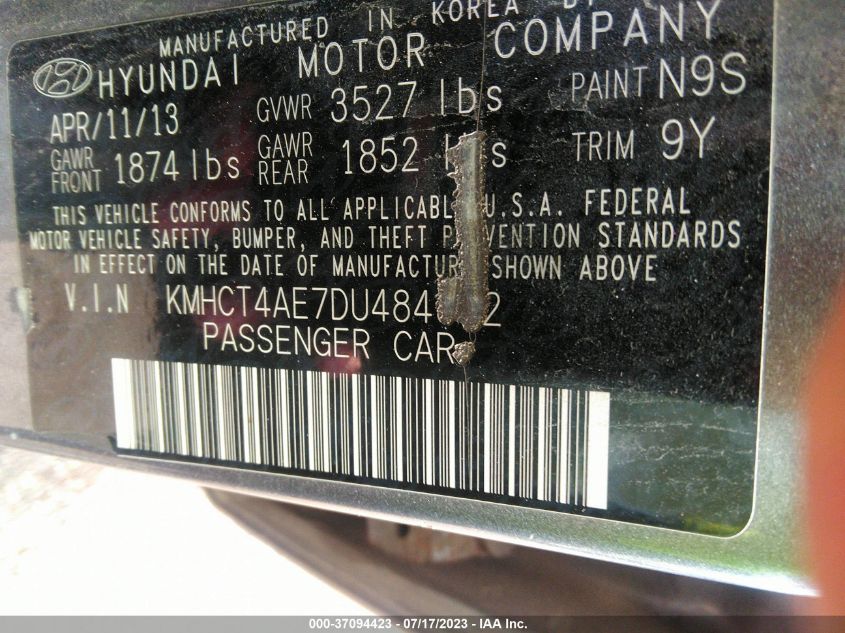 MANUFACTURED IN KOREA BY
HYUNDAI MOTOR COMPANY
APR/11/13 GVWR 3527 lbs PAINT N9S
GAWR FRONT 1874 lbs GAWR REAR 1852 lbs TRIM 9Y
THIS VEHICLE CONFORMS TO ALL APPLICABLE U.S.A. FEDERAL
MOTOR VEHICLE SAFETY, BUMPER, AND THEFT PREVENTION STANDARDS
IN EFFECT ON THE DATE OF MANUFACTURE SHOWN ABOVE
V.I.N
PASSENGER CAR
000-37094423 - 07/17/2023 - IAA Inc.